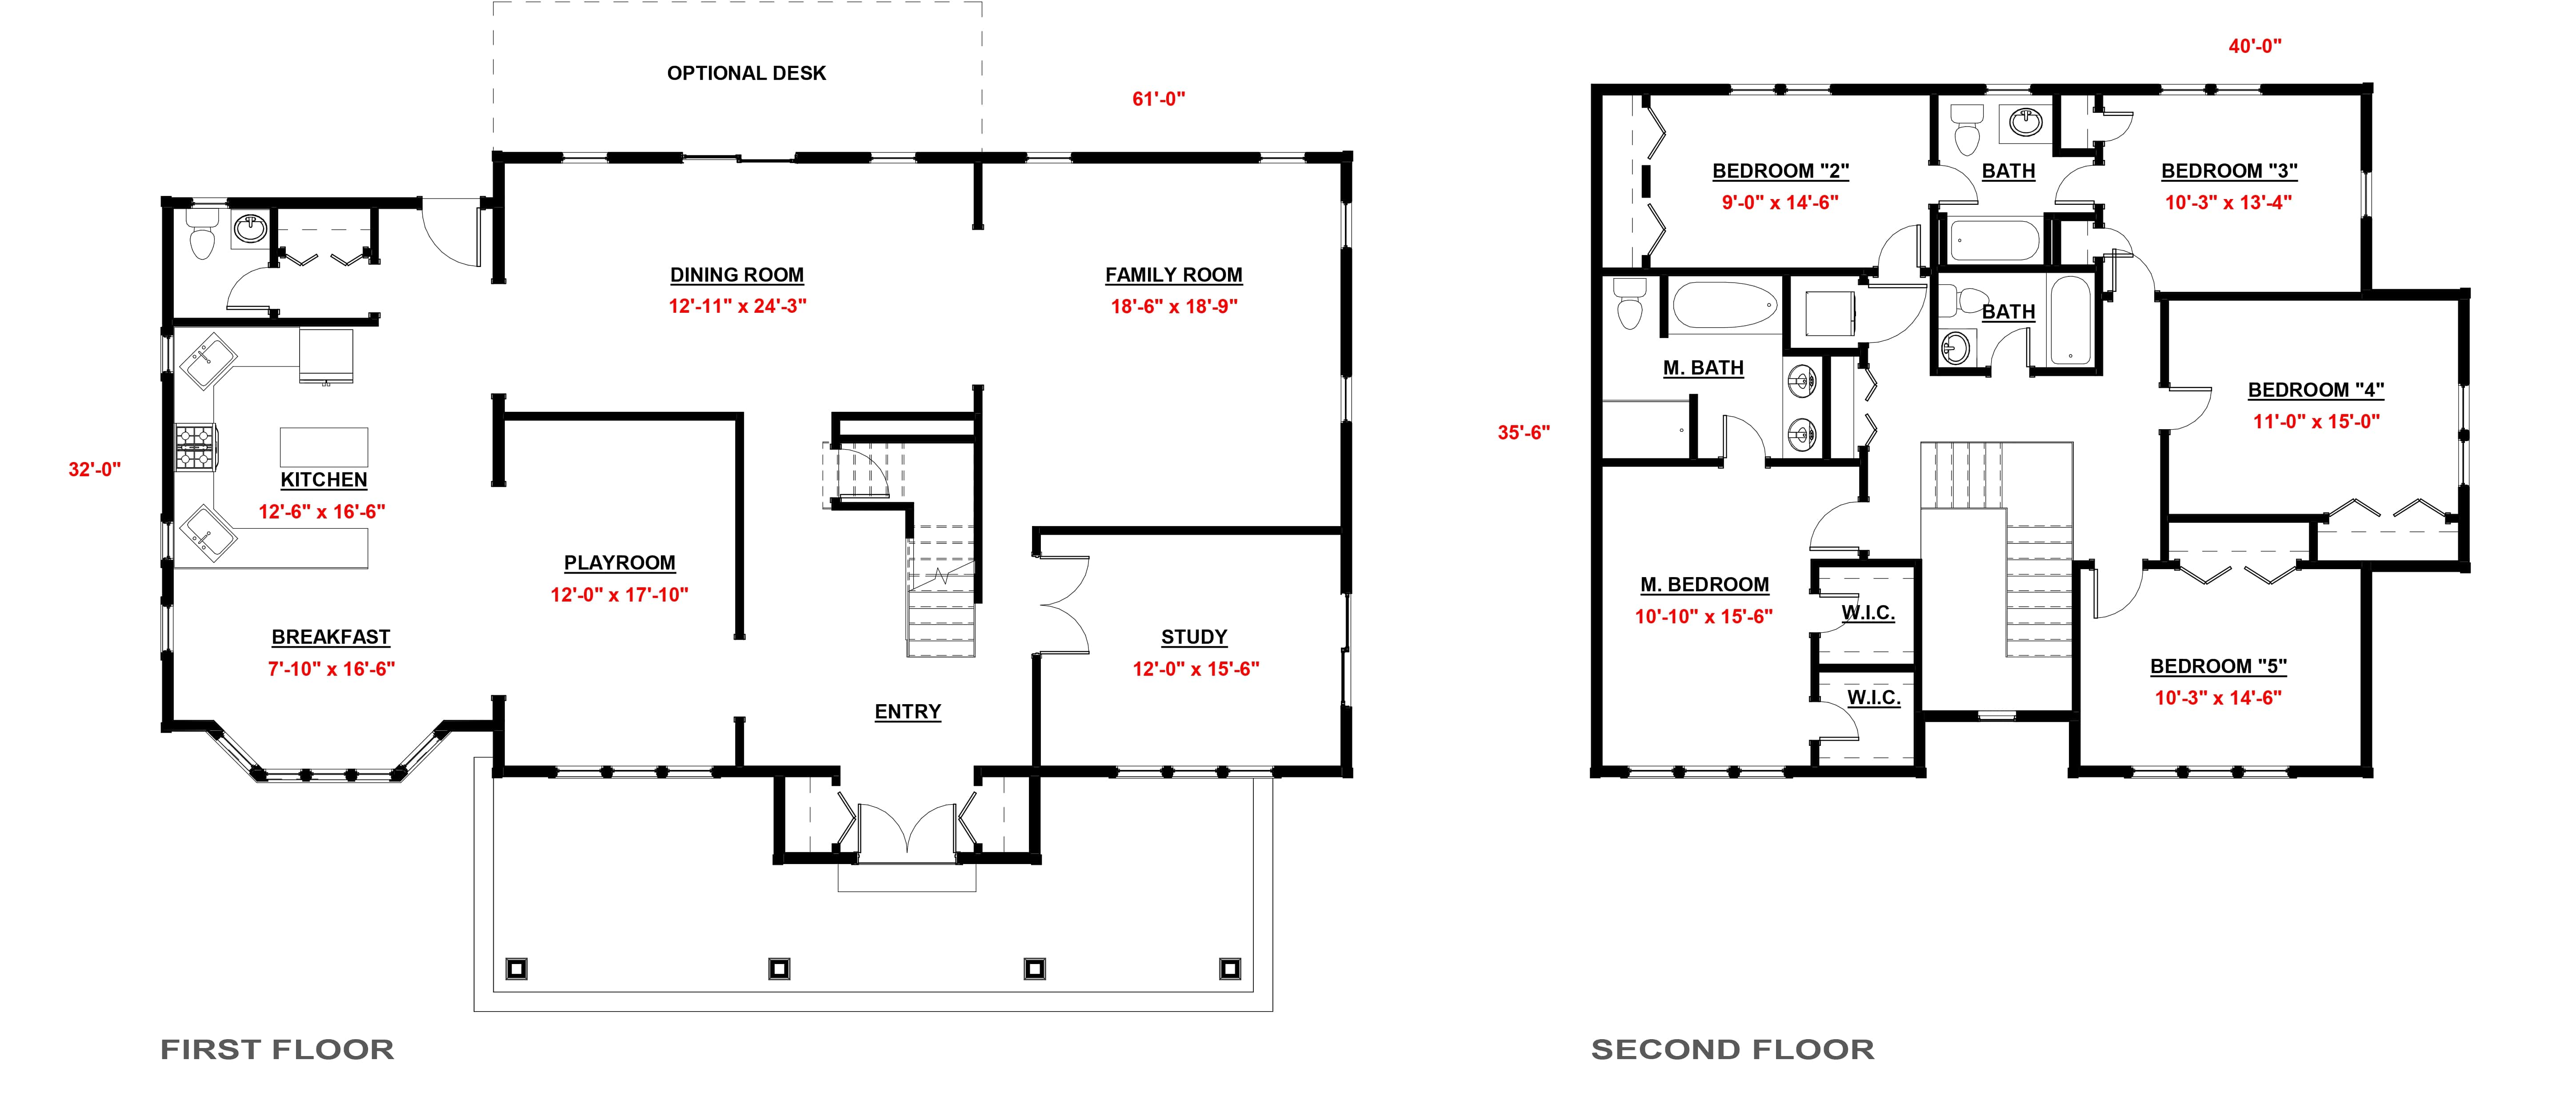 OPTIONAL DESK
61'-0"
DINING ROOM
12'-11" x 24'-3"
FAMILY ROOM
18'-6" x 18'-9"
32'-0"
KITCHEN
12'-6" x 16'-6"
PLAYROOM
12'-0" x 17'-10"
BREAKFAST
7'-10" x 16'-6"
STUDY
12'-0" x 15'-6"
ENTRY
FIRST FLOOR
40'-0"
BEDROOM "2"
9'-0" x 14'-6"
BATH
BEDROOM "3"
10'-3" x 13'-4"
BATH
M. BATH
BEDROOM "4"
11'-0" x 15'-0"
35'-6"
M. BEDROOM
10'-10" x 15'-6"
W.I.C.
W.I.C.
BEDROOM "5"
10'-3" x 14'-6"
SECOND FLOOR